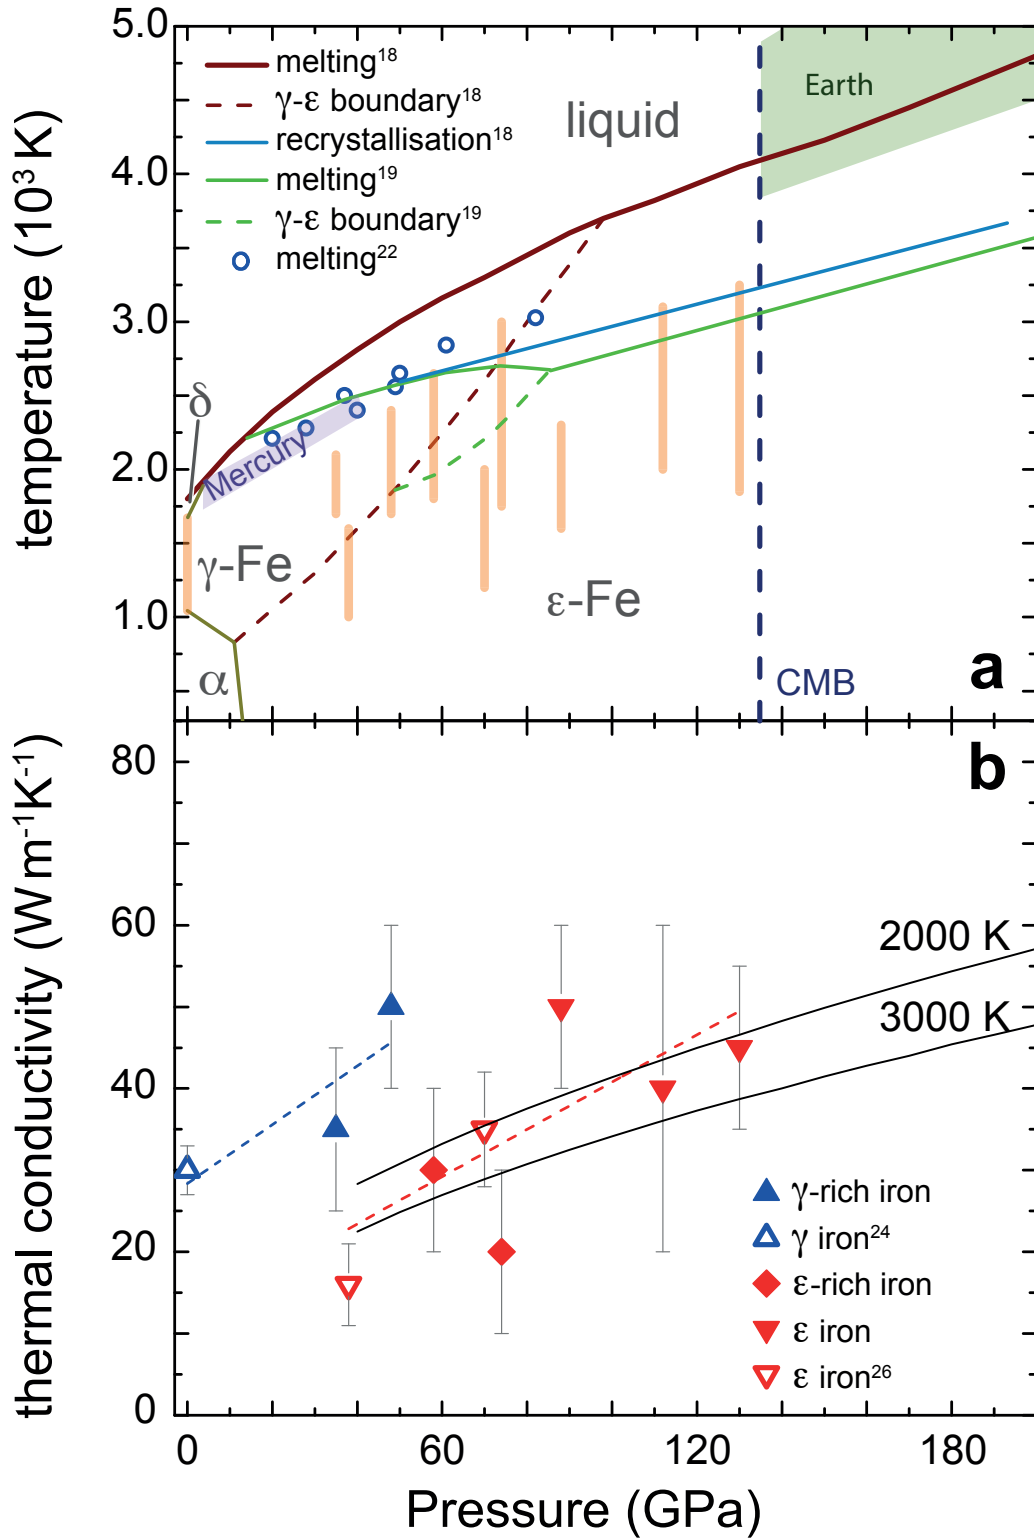 5.0
melting¹⁸
γ-ε boundary¹⁸
recrystallisation¹⁸
melting¹⁹
γ-ε boundary¹⁹
melting²²
liquid
Earth
4.0
3.0
2.0
1.0
temperature (10³ K)
δ
Mercury
γ-Fe
ε-Fe
α
CMB
a
b
80
60
40
20
0
thermal conductivity (Wm⁻¹K⁻¹)
2000 K
3000 K
γ-rich iron
γ iron²⁴
ε-rich iron
ε iron
ε iron²⁶
0 60 120 180
Pressure (GPa)